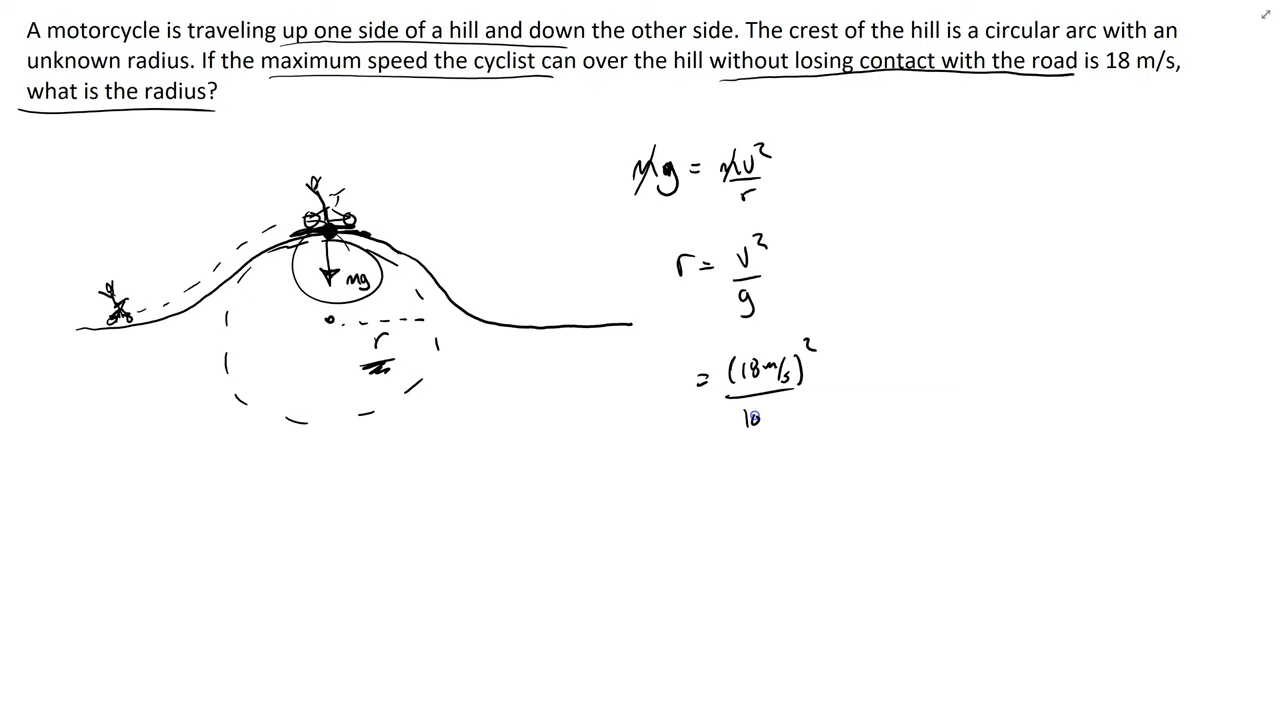 A motorcycle is traveling up one side of a hill and down the other side. The crest of the hill is a circular arc with an
unknown radius. If the maximum speed the cyclist can over the hill without losing contact with the road is 18 m/s,
what is the radius?
mg = mv²/r
r = v²/g
= (18 m/s)²/10
mg
r